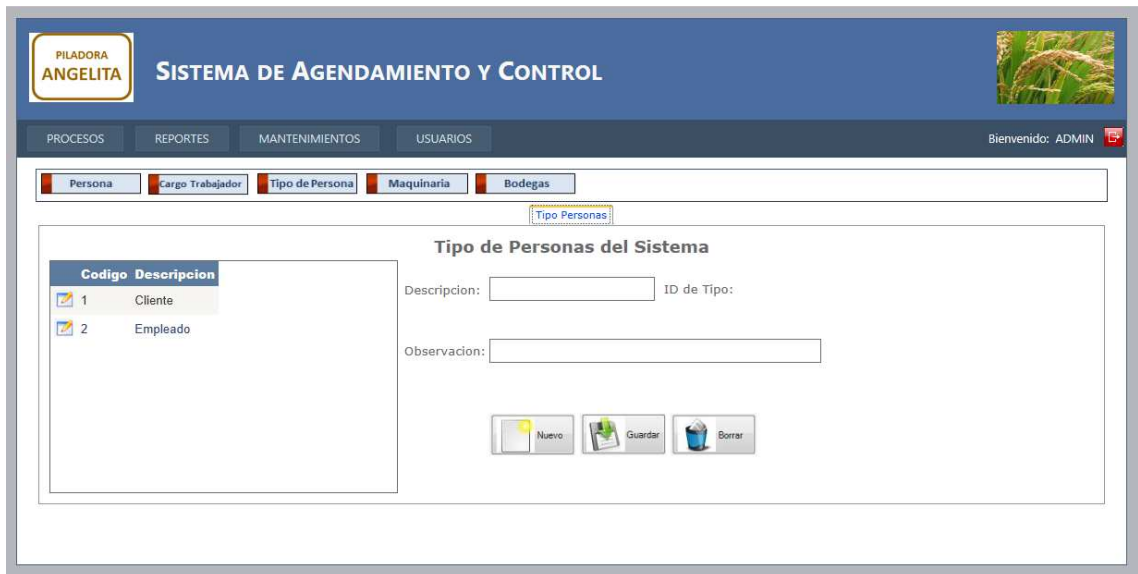 PILADORA
ANGELITA
SISTEMA DE AGENDAMIENTO Y CONTROL
PROCESOS REPORTES MANTENIMIENTOS USUARIOS Bienvenido: ADMIN
Persona Cargo Trabajador Tipo de Persona Maquinaria Bodegas
Tipo Personas
Tipo de Personas del Sistema
Codigo Descripcion
1 Cliente
2 Empleado
Descripcion: ID de Tipo:
Observacion:
Nuevo Guardar Borrar